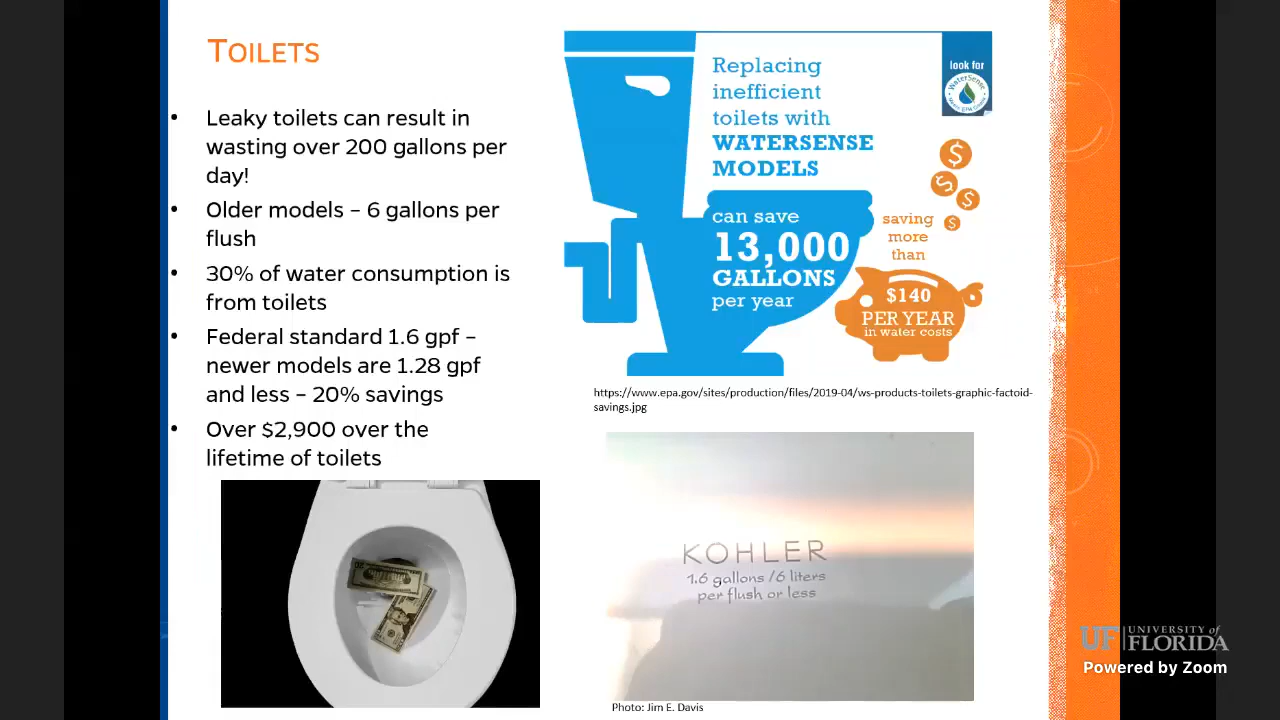 TOILETS
• Leaky toilets can result in
wasting over 200 gallons per
day!
• Older models – 6 gallons per
flush
• 30% of water consumption is
from toilets
• Federal standard 1.6 gpf –
newer models are 1.28 gpf
and less – 20% savings
• Over $2,900 over the
lifetime of toilets
Replacing
inefficient
toilets with
WATERSENSE
MODELS
can save
13,000
GALLONS
per year
look for
WaterSense
$
$
$
$
saving
more
than
$140
PER YEAR
in water costs
https://www.epa.gov/sites/production/files/2019-04/ws-products-toilets-graphic-factoid-
savings.jpg
KOHLER
1.6 gallons /6 liters
per flush or less
Photo: Jim E. Davis
UF UNIVERSITY of
FLORIDA
Powered by Zoom